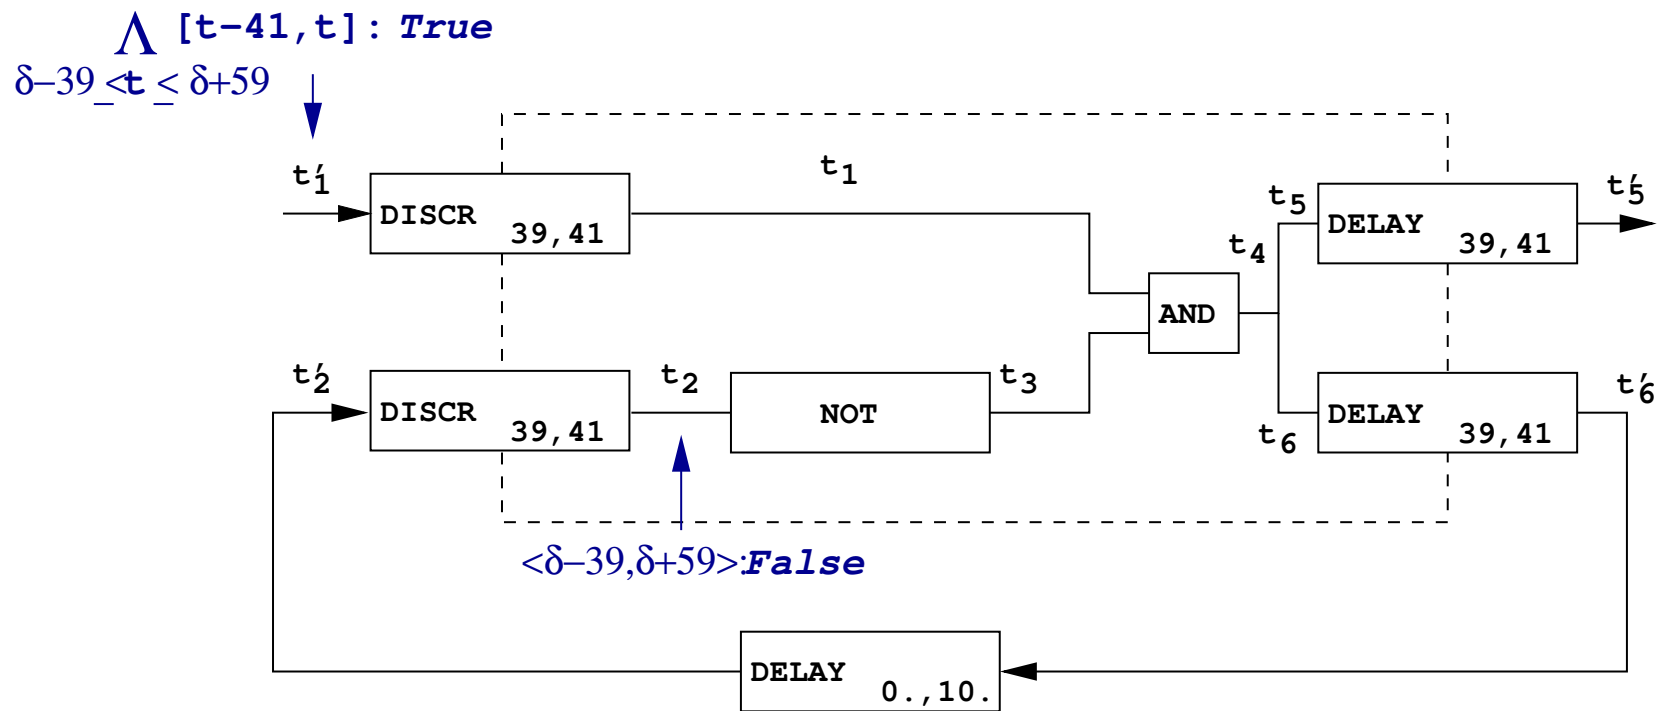 Λ [t−41,t]: True
δ−39 ≤ t ≤ δ+59
t′1
t1
DISCR 39,41
t5
DELAY 39,41
t′5
t4
AND
t′2
DISCR 39,41
t2
NOT
t3
t6
DELAY 39,41
t′6
<δ−39,δ+59>:False
DELAY 0.,10.